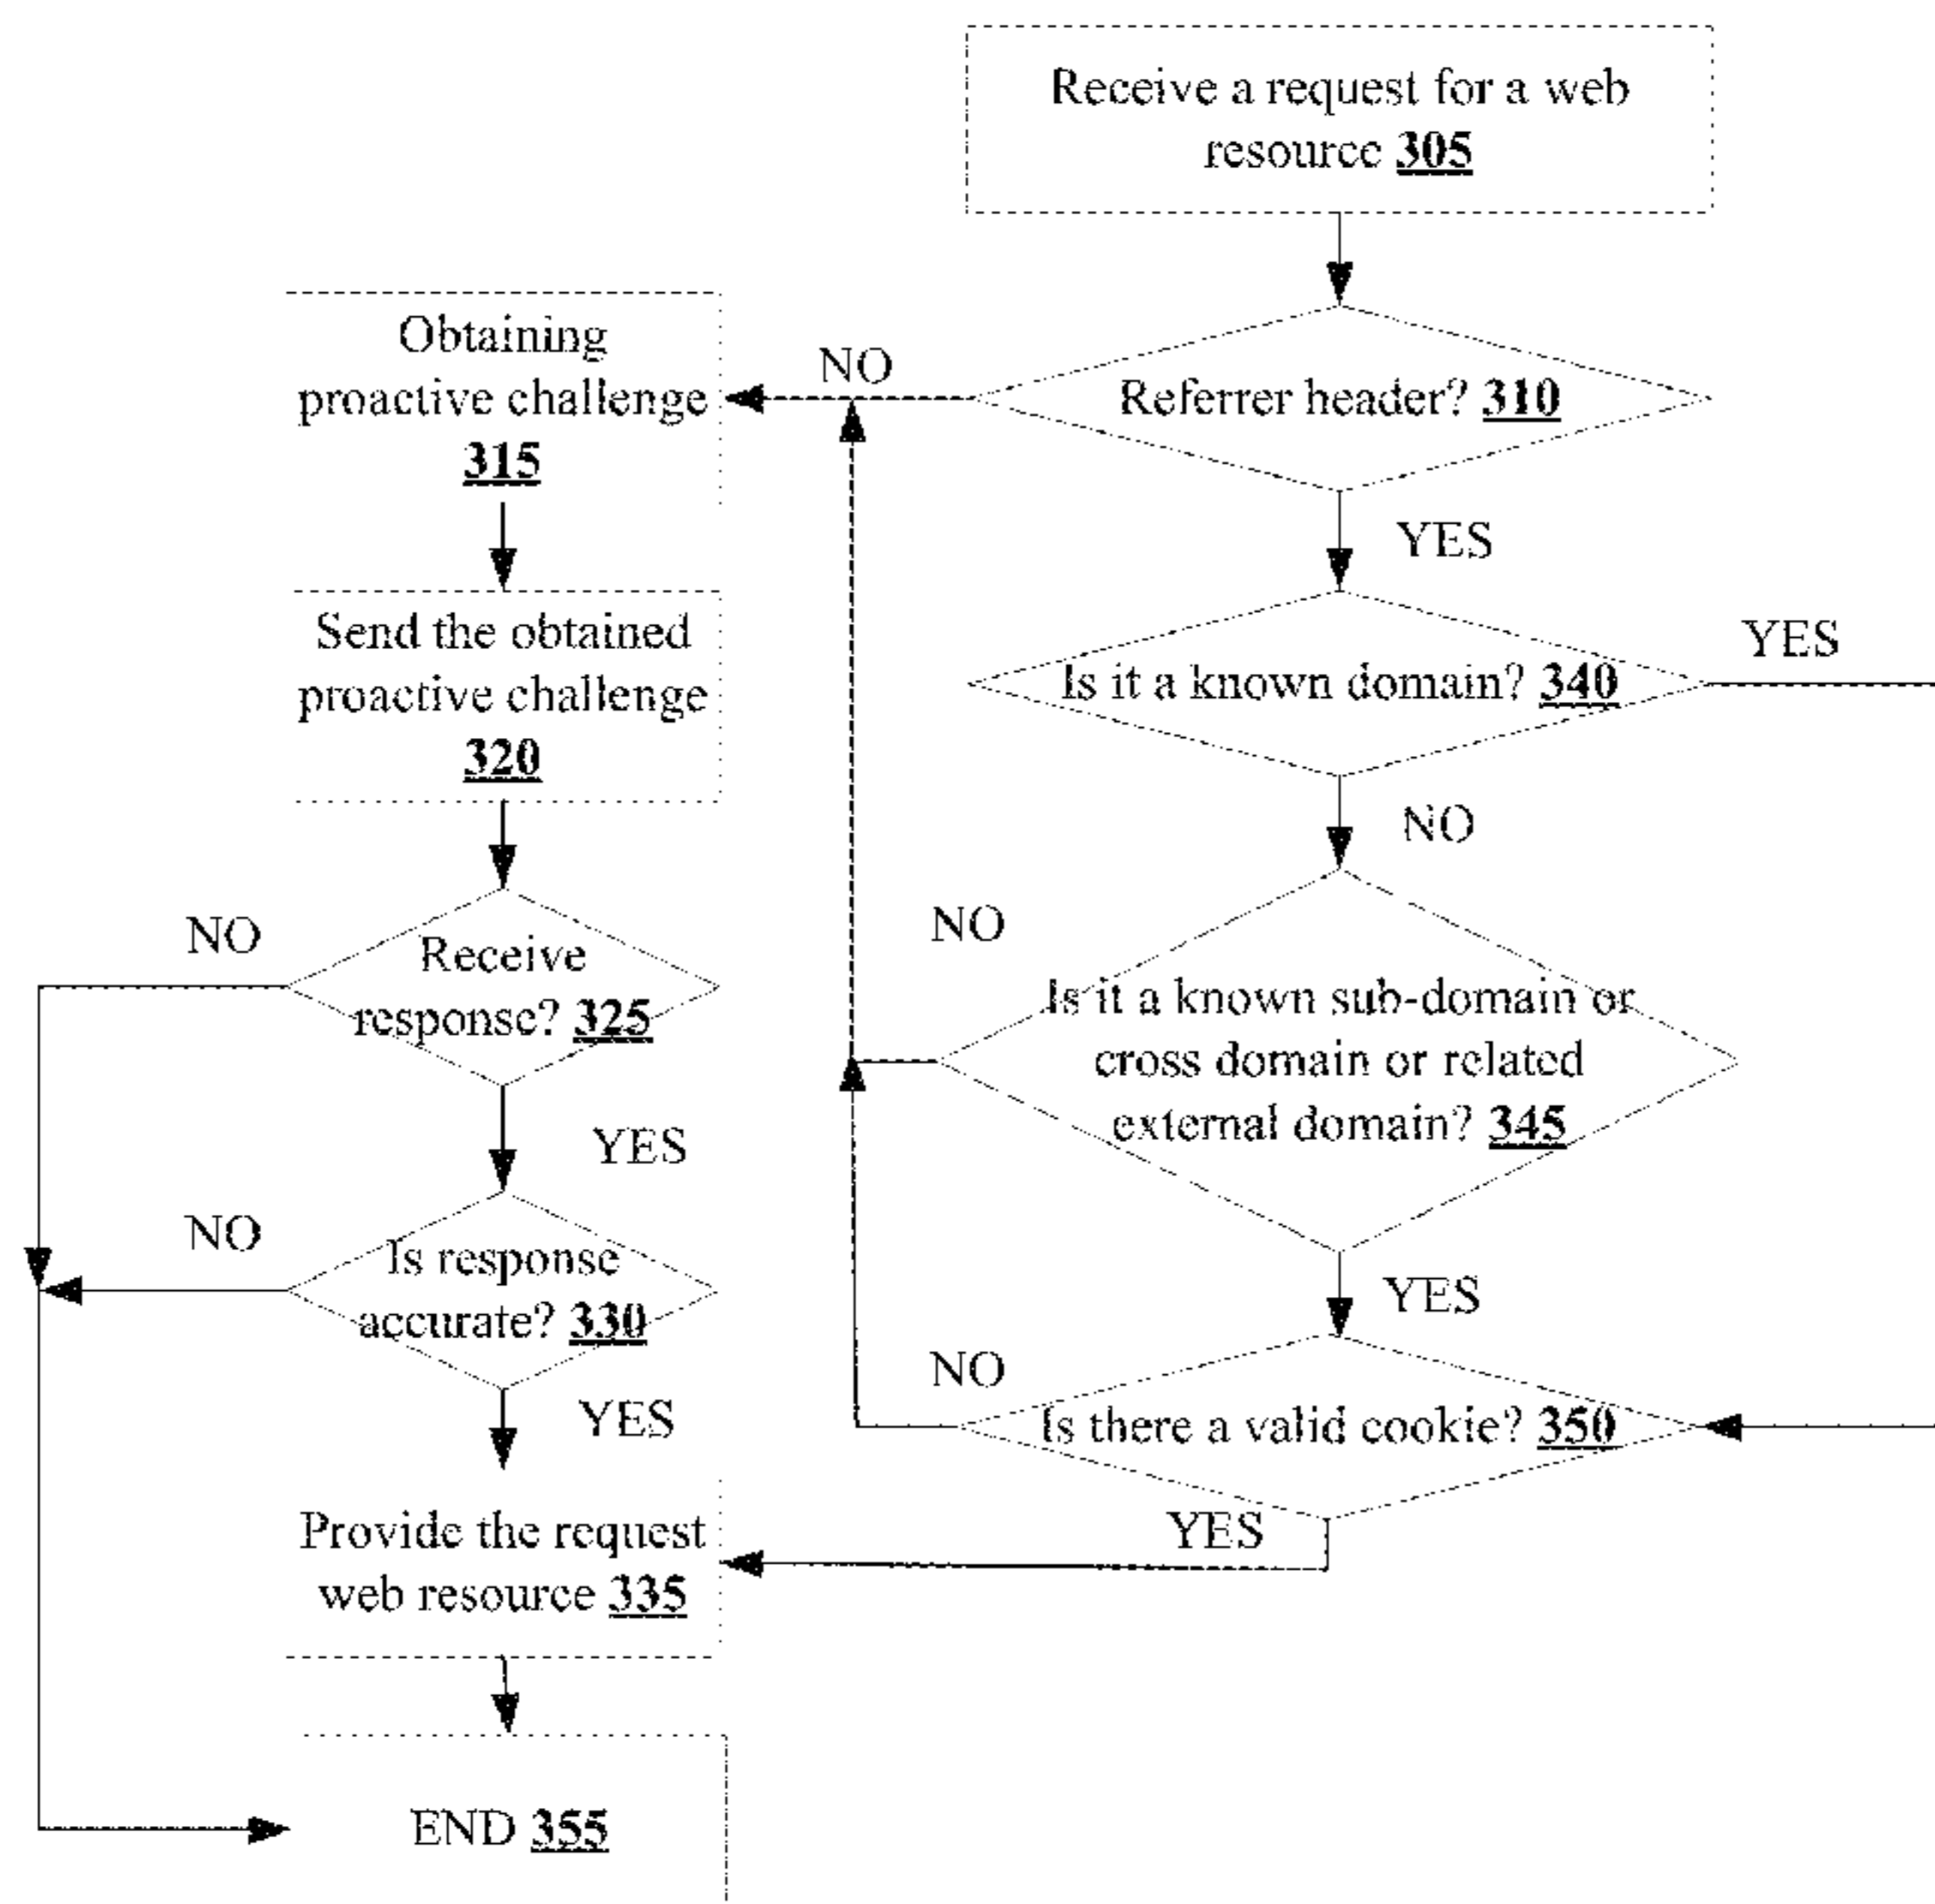 Receive a request for a web
resource 305
Obtaining
proactive challenge
315
NO
Referrer header? 310
YES
Send the obtained
proactive challenge
320
Is it a known domain? 340
YES
NO
NO
Receive
response? 325
YES
NO
Is it a known sub-domain or
cross domain or related
external domain? 345
YES
NO
Is response
accurate? 330
YES
NO
Is there a valid cookie? 350
YES
Provide the request
web resource 335
END 355